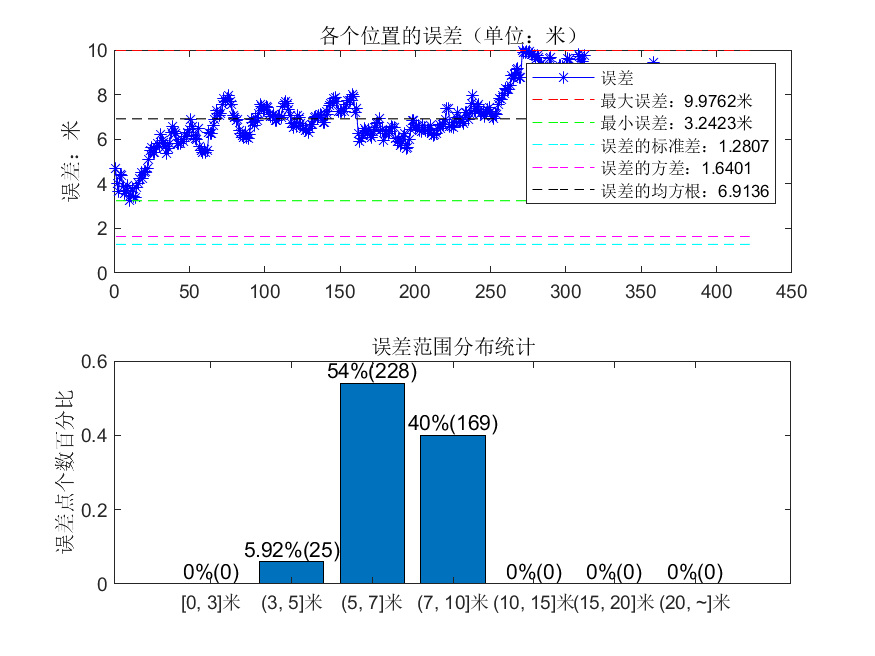 各个位置的误差（单位：米）
误差：米
10
8
6
4
2
0
0 50 100 150 200 250 300 350 400 450
误差
最大误差：9.9762米
最小误差：3.2423米
误差的标准差：1.2807
误差的方差：1.6401
误差的均方根：6.9136
误差范围分布统计
误差点个数百分比
0.6
0.4
0.2
0
0%(0) 5.92%(25) 54%(228) 40%(169) 0%(0) 0%(0) 0%(0)
[0, 3]米 (3, 5]米 (5, 7]米 (7, 10]米 (10, 15]米 (15, 20]米 (20, ~]米